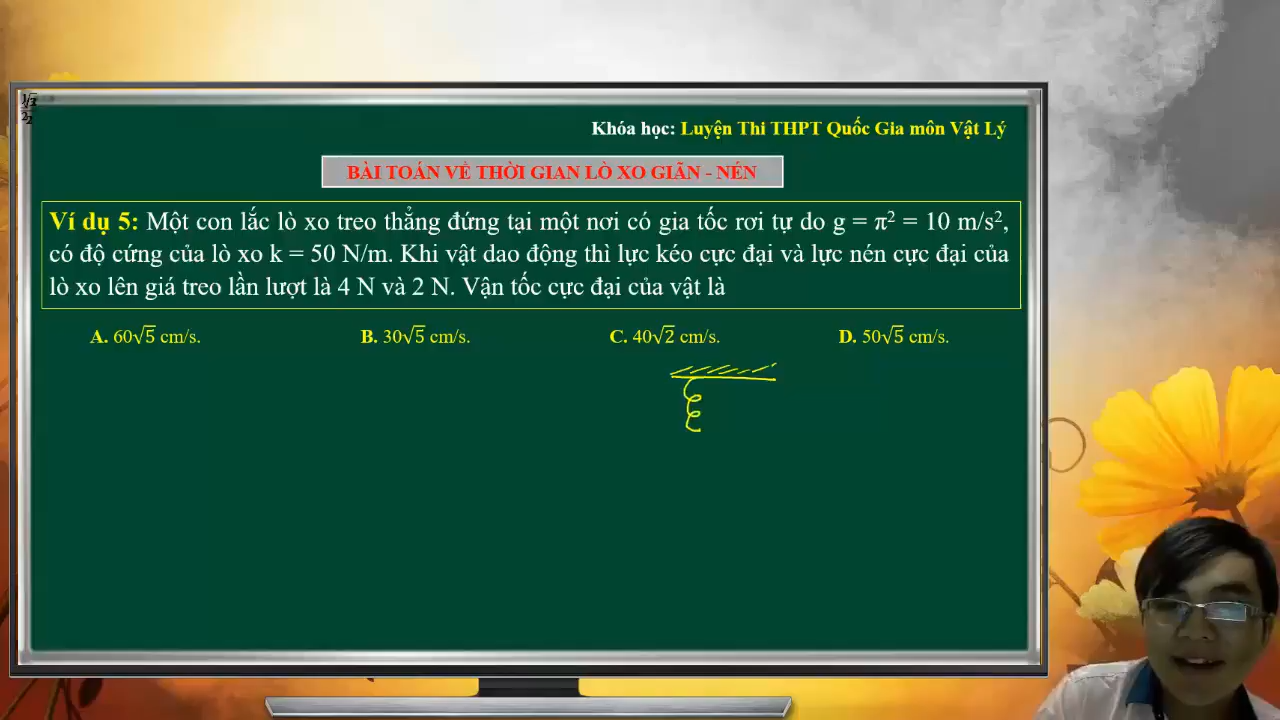 Khóa học: Luyện Thi THPT Quốc Gia môn Vật Lý
BÀI TOÁN VỀ THỜI GIAN LÒ XO GIÃN - NÉN
Ví dụ 5: Một con lắc lò xo treo thẳng đứng tại một nơi có gia tốc rơi tự do g = π² = 10 m/s²,
có độ cứng của lò xo k = 50 N/m. Khi vật dao động thì lực kéo cực đại và lực nén cực đại của
lò xo lên giá treo lần lượt là 4 N và 2 N. Vận tốc cực đại của vật là
A. 60√5 cm/s. B. 30√5 cm/s. C. 40√2 cm/s. D. 50√5 cm/s.